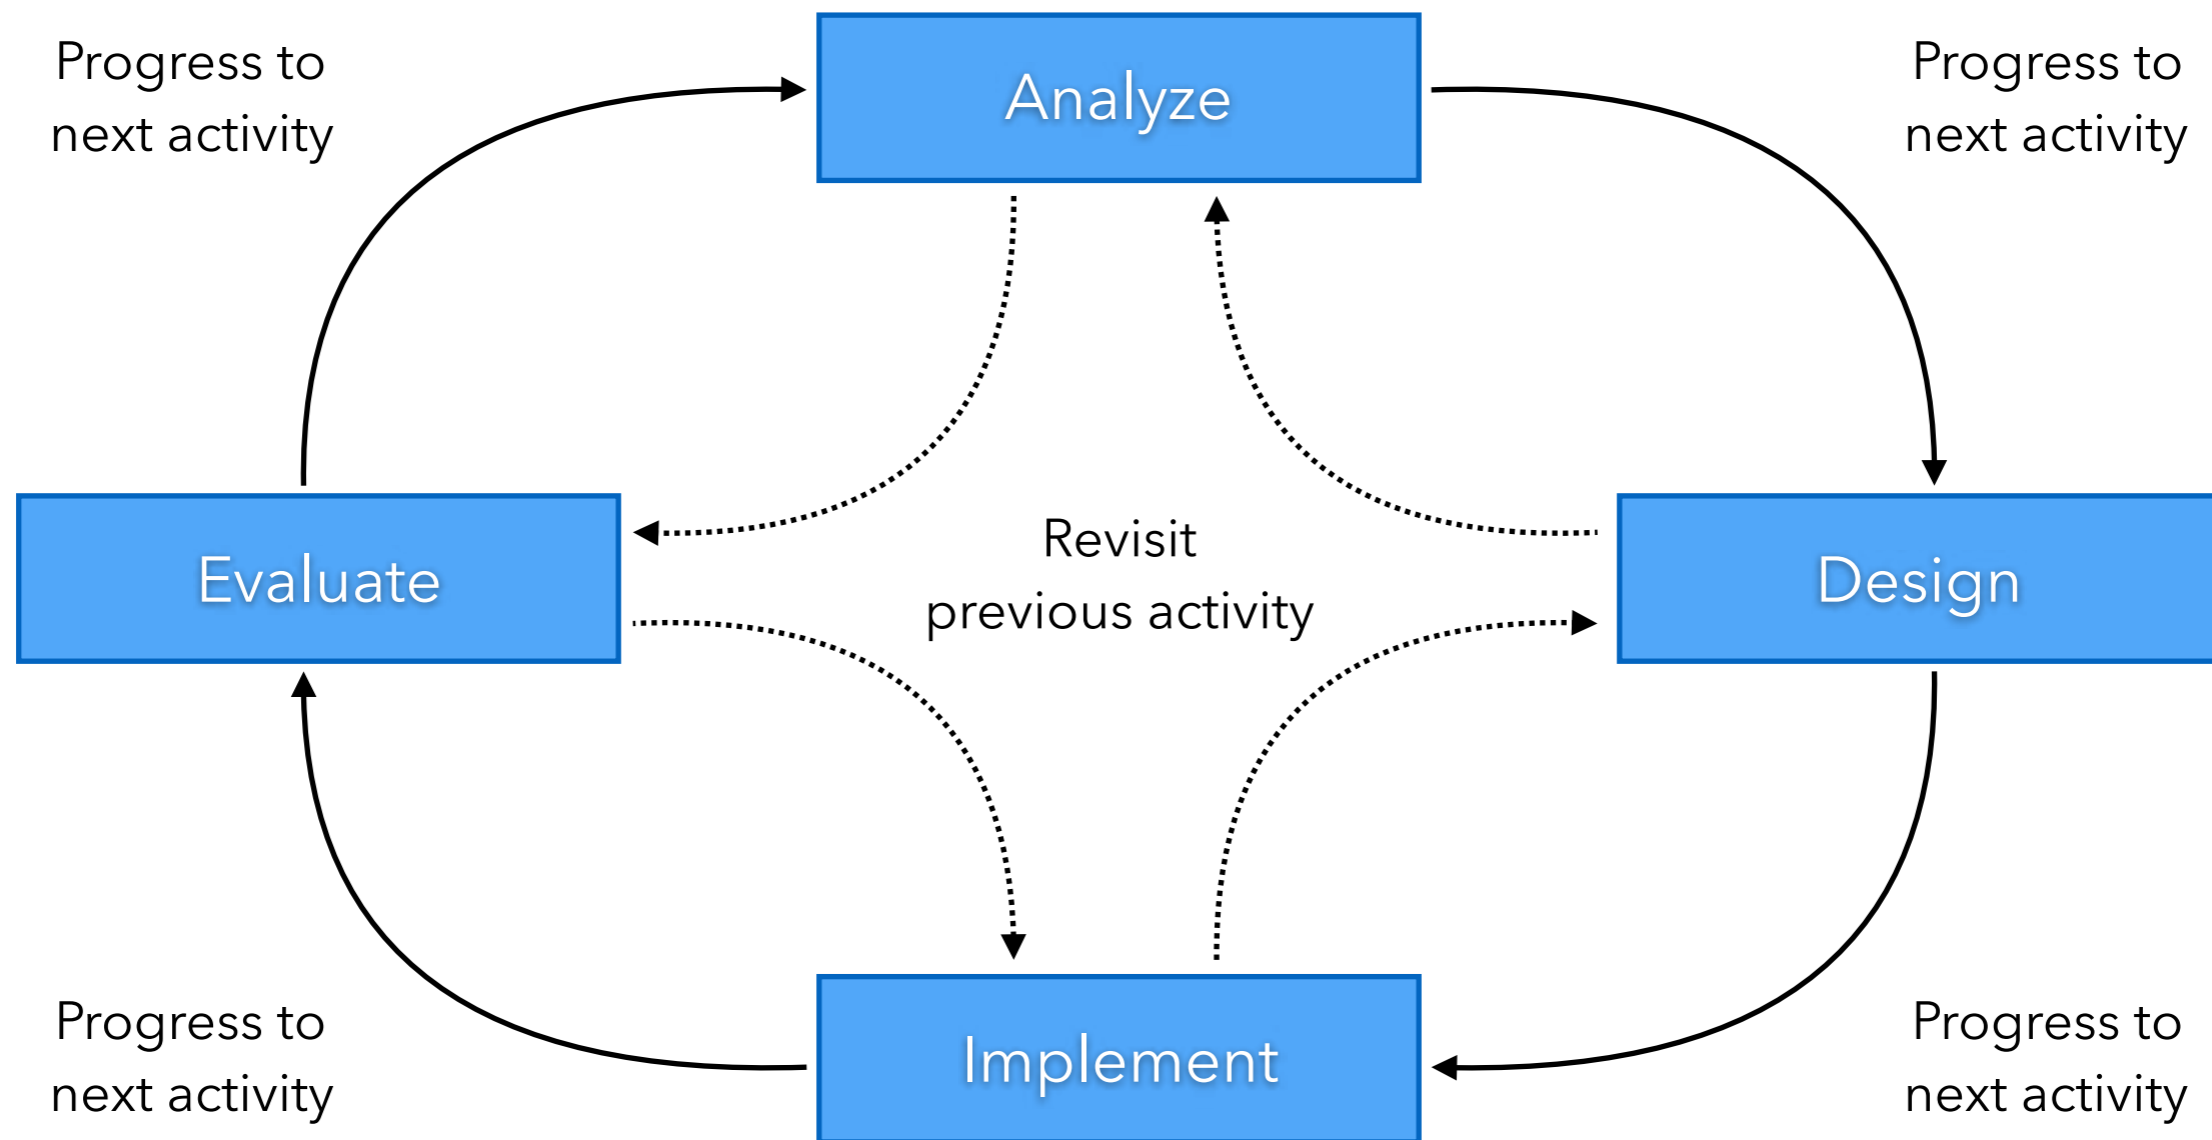 Progress to
next activity
Analyze
Progress to
next activity
Evaluate
Revisit
previous activity
Design
Progress to
next activity
Implement
Progress to
next activity